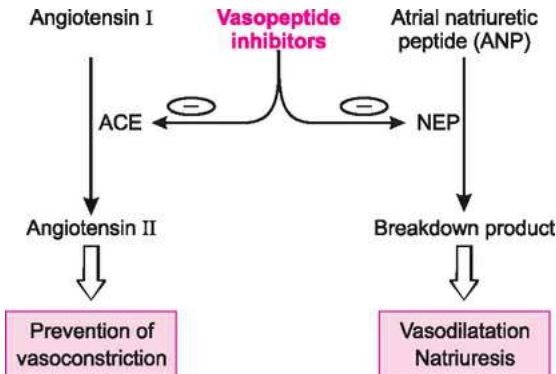 Angiotensin I
Vasopeptide
inhibitors
Atrial natriuretic
peptide (ANP)
−
−
ACE
NEP
Angiotensin II
Breakdown product
Prevention of
vasoconstriction
Vasodilatation
Natriuresis